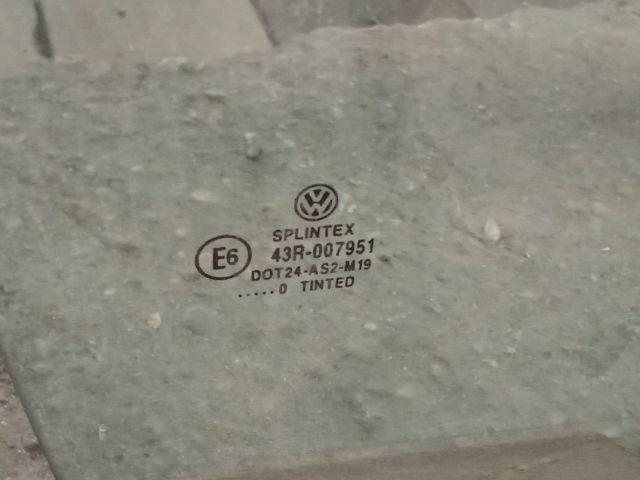 SPLINTEX
E6 43R-007951
DOT24-AS2-M19
.....0 TINTED